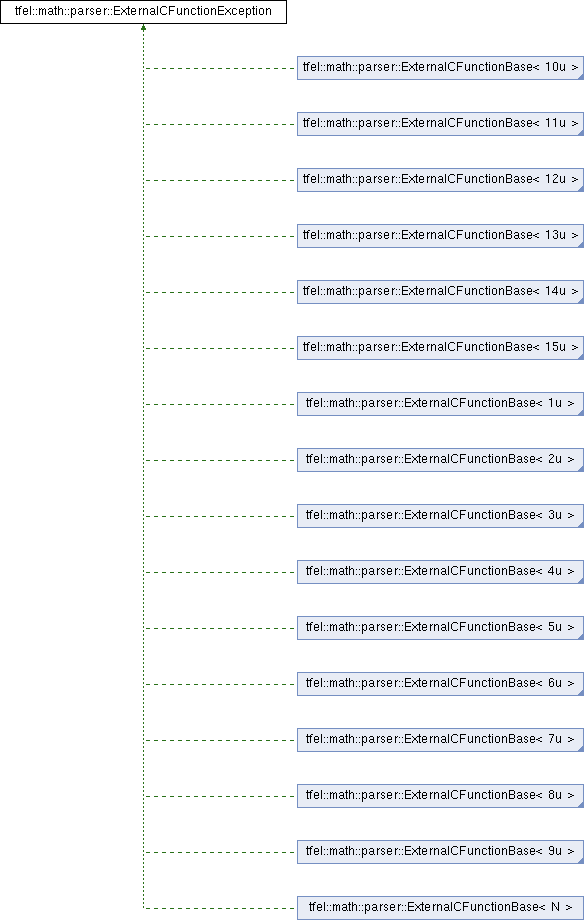 tfel::math::parser::ExternalCFunctionException
tfel::math::parser::ExternalCFunctionBase< 10u >
tfel::math::parser::ExternalCFunctionBase< 11u >
tfel::math::parser::ExternalCFunctionBase< 12u >
tfel::math::parser::ExternalCFunctionBase< 13u >
tfel::math::parser::ExternalCFunctionBase< 14u >
tfel::math::parser::ExternalCFunctionBase< 15u >
tfel::math::parser::ExternalCFunctionBase< 1u >
tfel::math::parser::ExternalCFunctionBase< 2u >
tfel::math::parser::ExternalCFunctionBase< 3u >
tfel::math::parser::ExternalCFunctionBase< 4u >
tfel::math::parser::ExternalCFunctionBase< 5u >
tfel::math::parser::ExternalCFunctionBase< 6u >
tfel::math::parser::ExternalCFunctionBase< 7u >
tfel::math::parser::ExternalCFunctionBase< 8u >
tfel::math::parser::ExternalCFunctionBase< 9u >
tfel::math::parser::ExternalCFunctionBase< N >